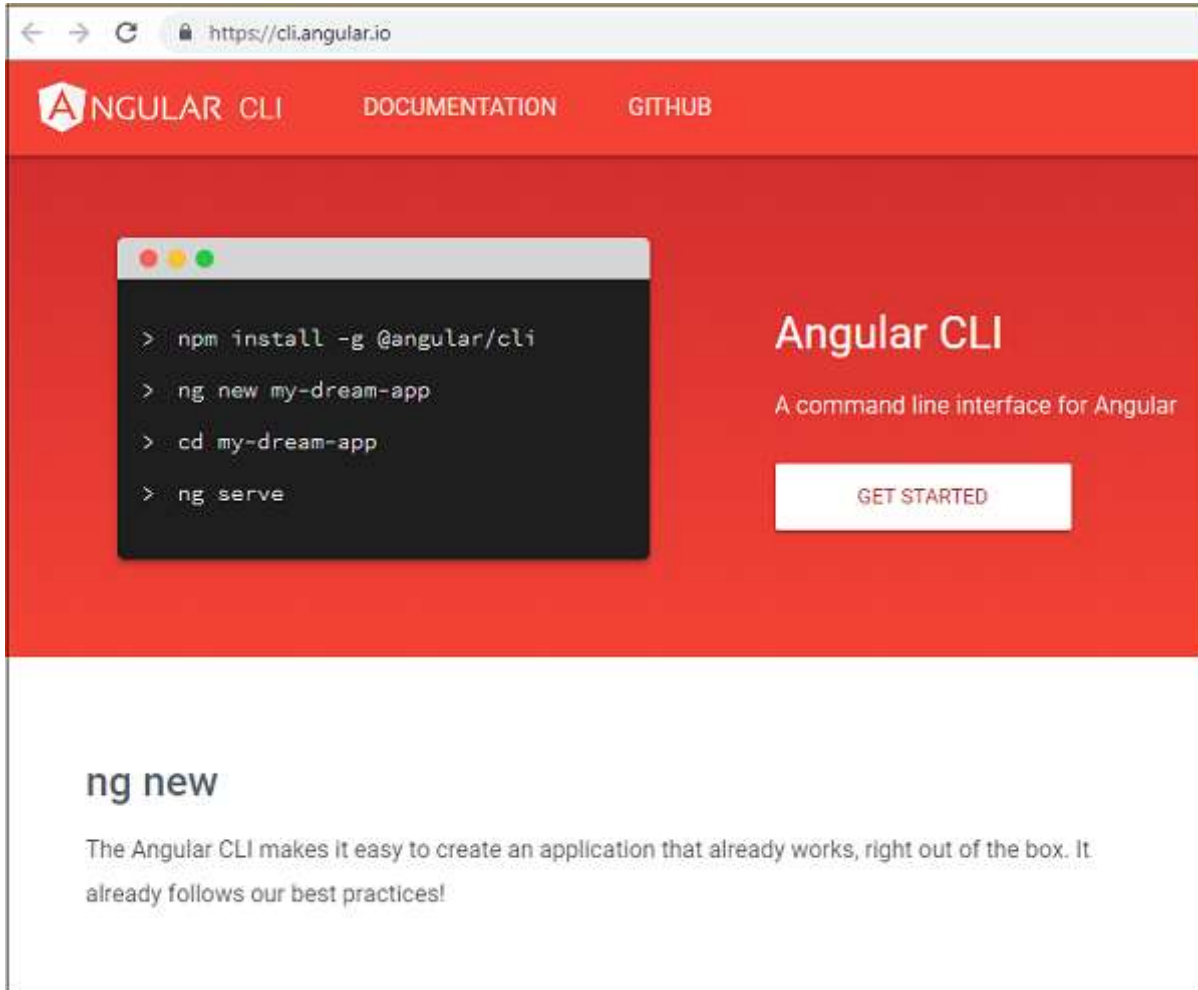 https://cli.angular.io
ANGULAR CLI DOCUMENTATION GITHUB
> npm install -g @angular/cli
> ng new my-dream-app
> cd my-dream-app
> ng serve
Angular CLI
A command line interface for Angular
GET STARTED
ng new
The Angular CLI makes it easy to create an application that already works, right out of the box. It
already follows our best practices!